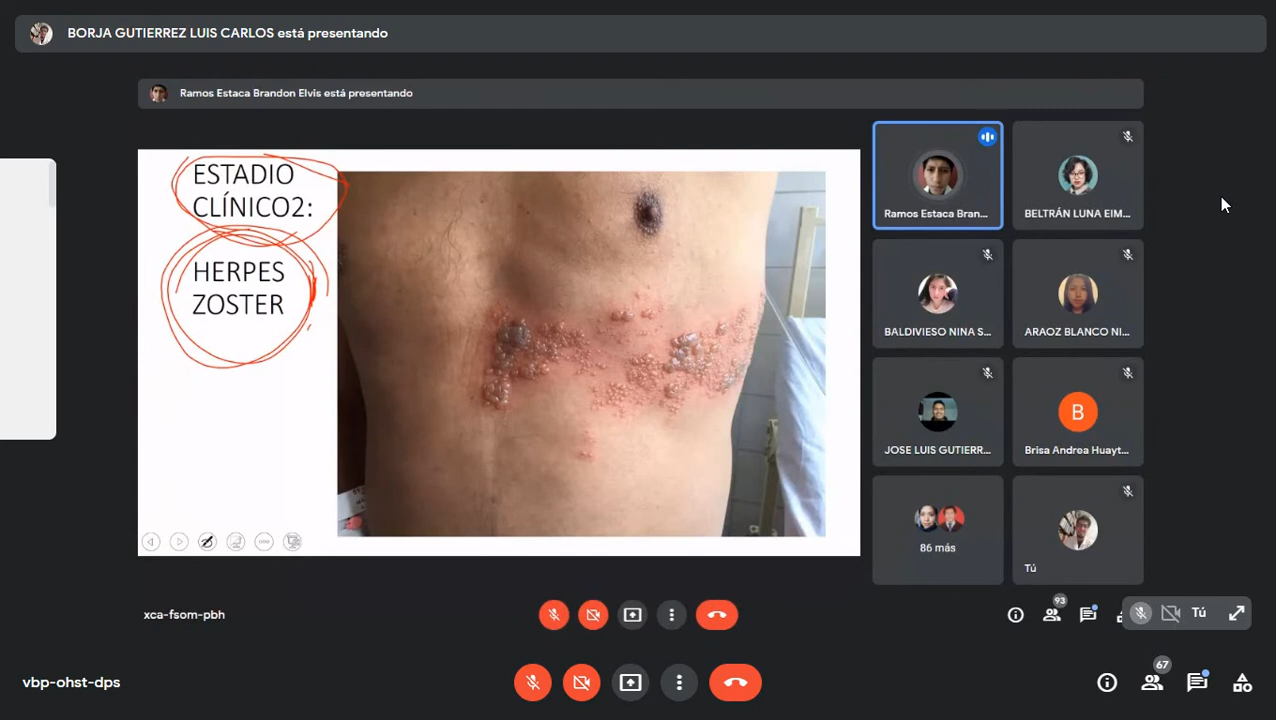 BORJA GUTIERREZ LUIS CARLOS está presentando
Ramos Estaca Brandon Elvis está presentando
ESTADIO
CLÍNICO2:
HERPES
ZOSTER
Ramos Estaca Bran...
BELTRÁN LUNA EIM...
BALDIVIESO NINA S...
ARAOZ BLANCO NI...
JOSE LUIS GUTIERR...
B
Brisa Andrea Huayt...
86 más
Tú
xca-fsom-pbh
93
Tú
vbp-ohst-dps
67